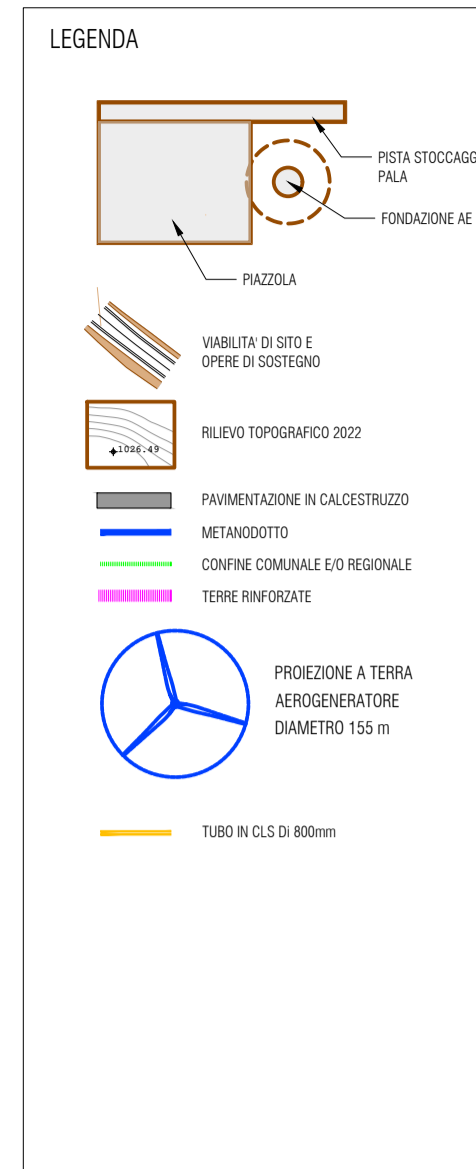 LEGENDA
PISTA STOCCAGG
PALA
FONDAZIONE AE
PIAZZOLA
VIABILITA' DI SITO E
OPERE DI SOSTEGNO
1026.49
RILIEVO TOPOGRAFICO 2022
PAVIMENTAZIONE IN CALCESTRUZZO
METANODOTTO
CONFINE COMUNALE E/O REGIONALE
TERRE RINFORZATE
PROIEZIONE A TERRA
AEROGENERATORE
DIAMETRO 155 m
TUBO IN CLS Di 800mm